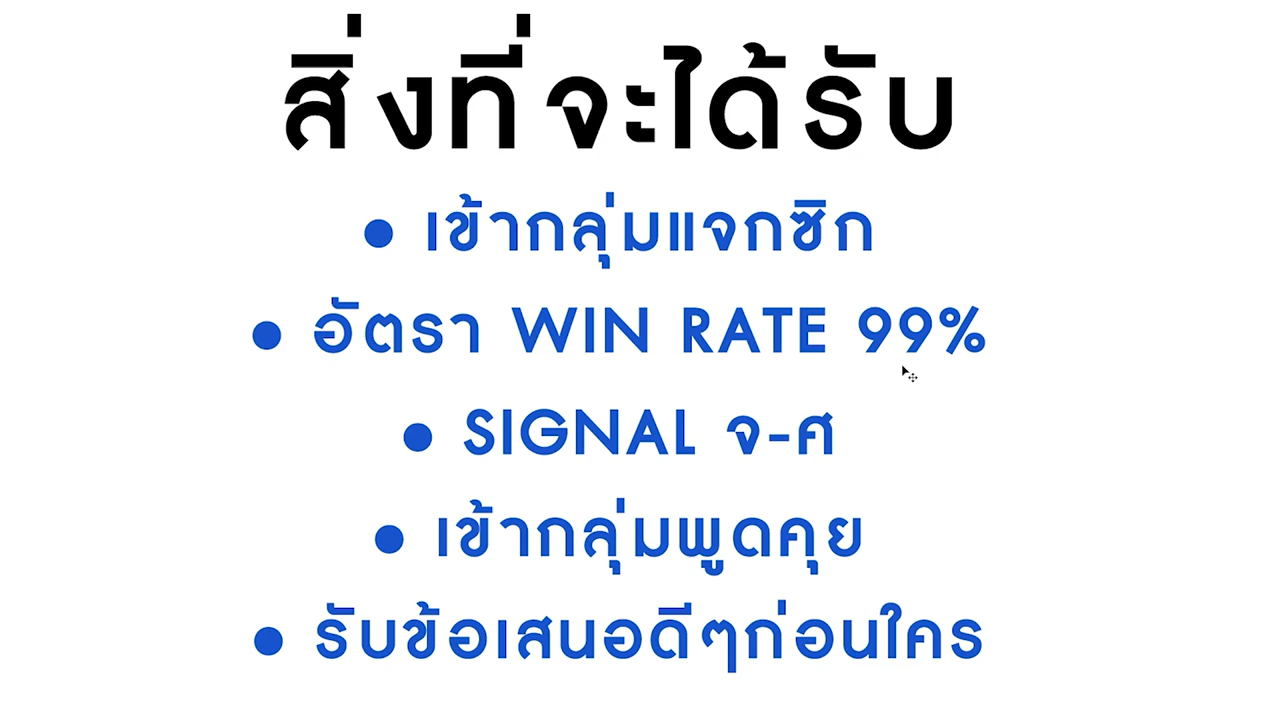 สิ่งที่จะได้รับ
• เข้ากลุ่มแจกซิก
• อัตรา WIN RATE 99%
• SIGNAL จ-ศ
• เข้ากลุ่มพูดคุย
• รับข้อเสนอดีๆก่อนใคร